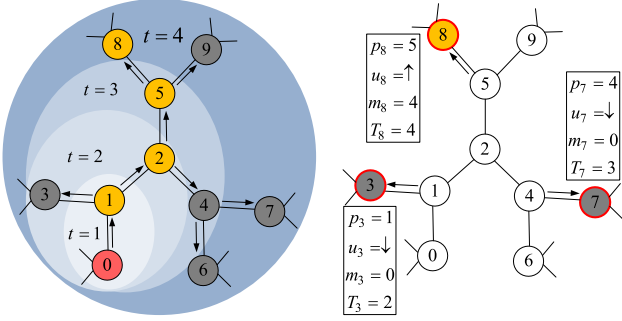 8
t = 4
9
t = 3
5
t = 2
2
3
1
4
7
t = 1
0
6
8
9
p8 = 5
u8 = ↑
m8 = 4
T8 = 4
5
p7 = 4
u7 = ↓
m7 = 0
T7 = 3
2
3
1
4
7
p3 = 1
u3 = ↓
m3 = 0
T3 = 2
0
6